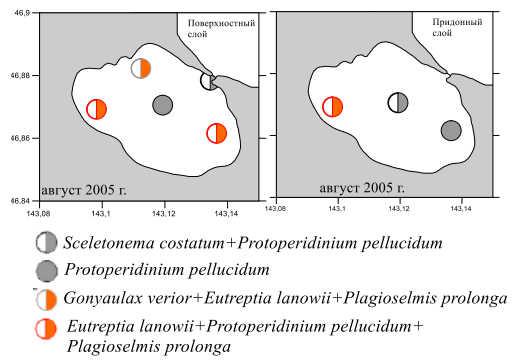 46,9
46,88
46,86
46,84
Поверхностный
слой
август 2005 г.
143,08
143,1
143,12
143,14
Придонный
слой
август 2005 г.
143,08
143,1
143,12
143,14
Sceletonema costatum+Protoperidinium pellucidum
Protoperidinium pellucidum
Gonyaulax verior+Eutreptia lanowii+Plagioselmis prolonga
Eutreptia lanowii+Protoperidinium pellucidum+
Plagioselmis prolonga